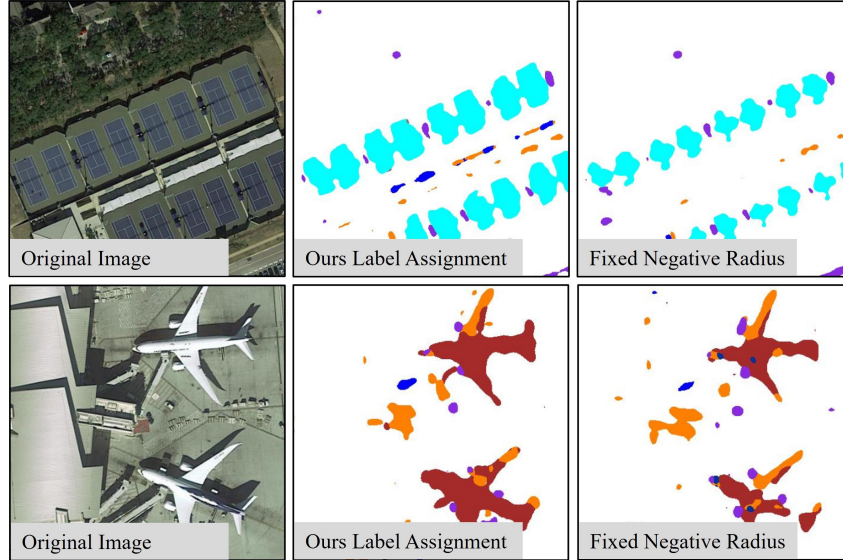 Original Image
Ours Label Assignment
Fixed Negative Radius
Original Image
Ours Label Assignment
Fixed Negative Radius